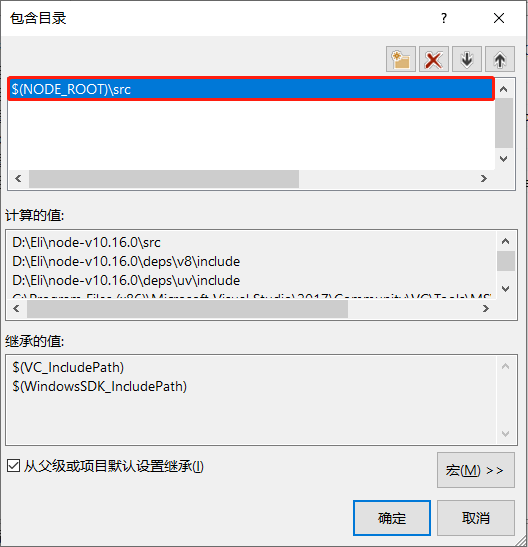 包含目录
$(NODE_ROOT)\src
计算的值:
D:\Eli\node-v10.16.0\src
D:\Eli\node-v10.16.0\deps\v8\include
D:\Eli\node-v10.16.0\deps\uv\include
C:\Program Files (x86)\Microsoft Visual Studio\2017\Community\VC\Tools\MS
继承的值:
$(VC_IncludePath)
$(WindowsSDK_IncludePath)
从父级或项目默认设置继承(I)
宏(M) >>
确定
取消